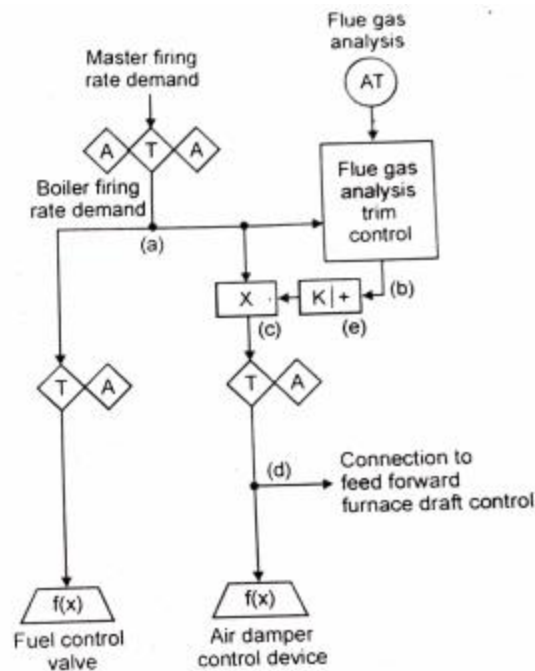 Flue gas
analysis
Master firing
rate demand
AT
A T A
Flue gas
analysis
trim
control
Boiler firing
rate demand
(a)
X
K|+
(b)
(c)
(e)
T A
T A
(d)
Connection to
feed forward
furnace draft control
f(x)
f(x)
Fuel control
valve
Air damper
control device